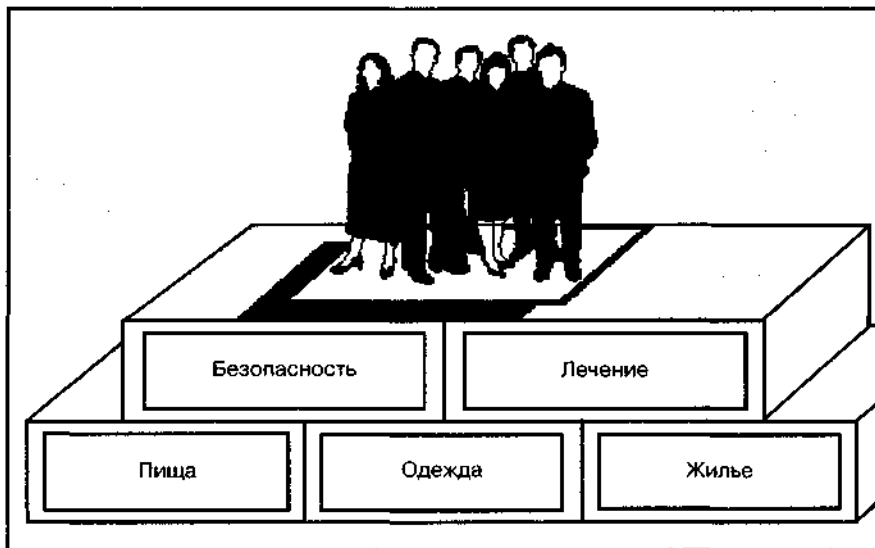 Безопасность
Лечение
Пища
Одежда
Жилье